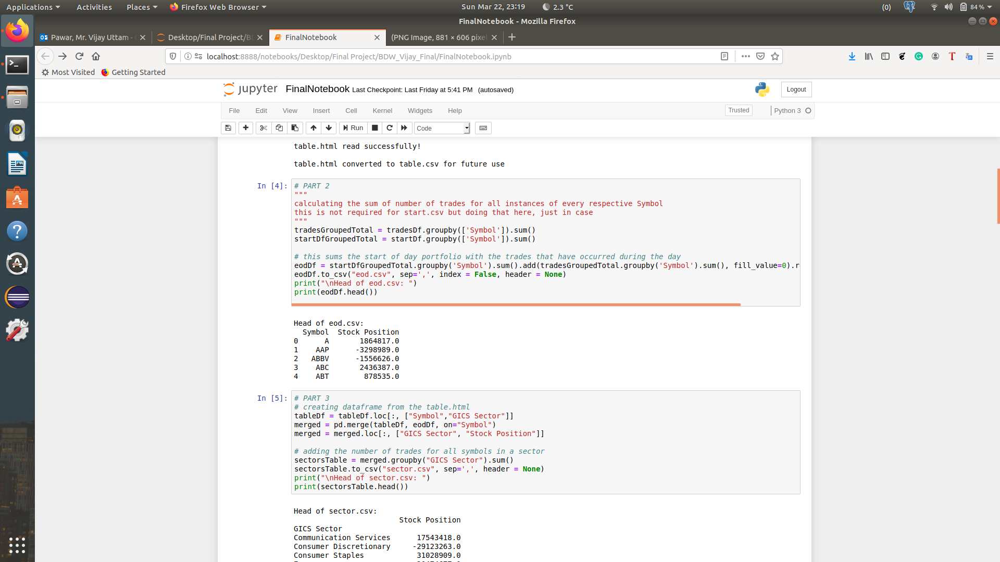 Applications Activities Places Firefox Web Browser Sun Mar 22, 23:19 2.3 °C (0) 84 %
FinalNotebook - Mozilla Firefox
Pawar, Mr. Vijay Uttam - Desktop/Final Project/BD FinalNotebook (PNG Image, 881 × 606 pixel
localhost:8888/notebooks/Desktop/Final Project/BDW_Vijay_Final/FinalNotebook.ipynb
Most Visited Getting Started
jupyter FinalNotebook Last Checkpoint: Last Friday at 5:41 PM (autosaved) Logout
File Edit View Insert Cell Kernel Widgets Help Trusted Python 3
Run Code
table.html read successfully!
table.html converted to table.csv for future use
In [4]: # PART 2
"""
calculating the sum of number of trades for all instances of every respective Symbol
this is not required for start.csv but doing that here, just in case
"""
tradesGroupedTotal = tradesDf.groupby(['Symbol']).sum()
startDfGroupedTotal = startDf.groupby(['Symbol']).sum()
# this sums the start of day portfolio with the trades that have occurred during the day
eodDf = startDfGroupedTotal.groupby('Symbol').sum().add(tradesGroupedTotal.groupby('Symbol').sum(), fill_value=0).r
eodDf.to_csv("eod.csv", sep=',', index = False, header = None)
print("\nHead of eod.csv: ")
print(eodDf.head())
Head of eod.csv:
Symbol Stock Position
0 A 1864817.0
1 AAP -3298989.0
2 ABBV -1556626.0
3 ABC 2436387.0
4 ABT 878535.0
In [5]: # PART 3
# creating dataframe from the table.html
tableDf = tableDf.loc[:, ["Symbol","GICS Sector"]]
merged = pd.merge(tableDf, eodDf, on="Symbol")
merged = merged.loc[:, ["GICS Sector", "Stock Position"]]
# adding the number of trades for all symbols in a sector
sectorsTable = merged.groupby("GICS Sector").sum()
sectorsTable.to_csv("sector.csv", sep=',', header = None)
print("\nHead of sector.csv: ")
print(sectorsTable.head())
Head of sector.csv:
Stock Position
GICS Sector
Communication Services 17543418.0
Consumer Discretionary -29123263.0
Consumer Staples 31028909.0